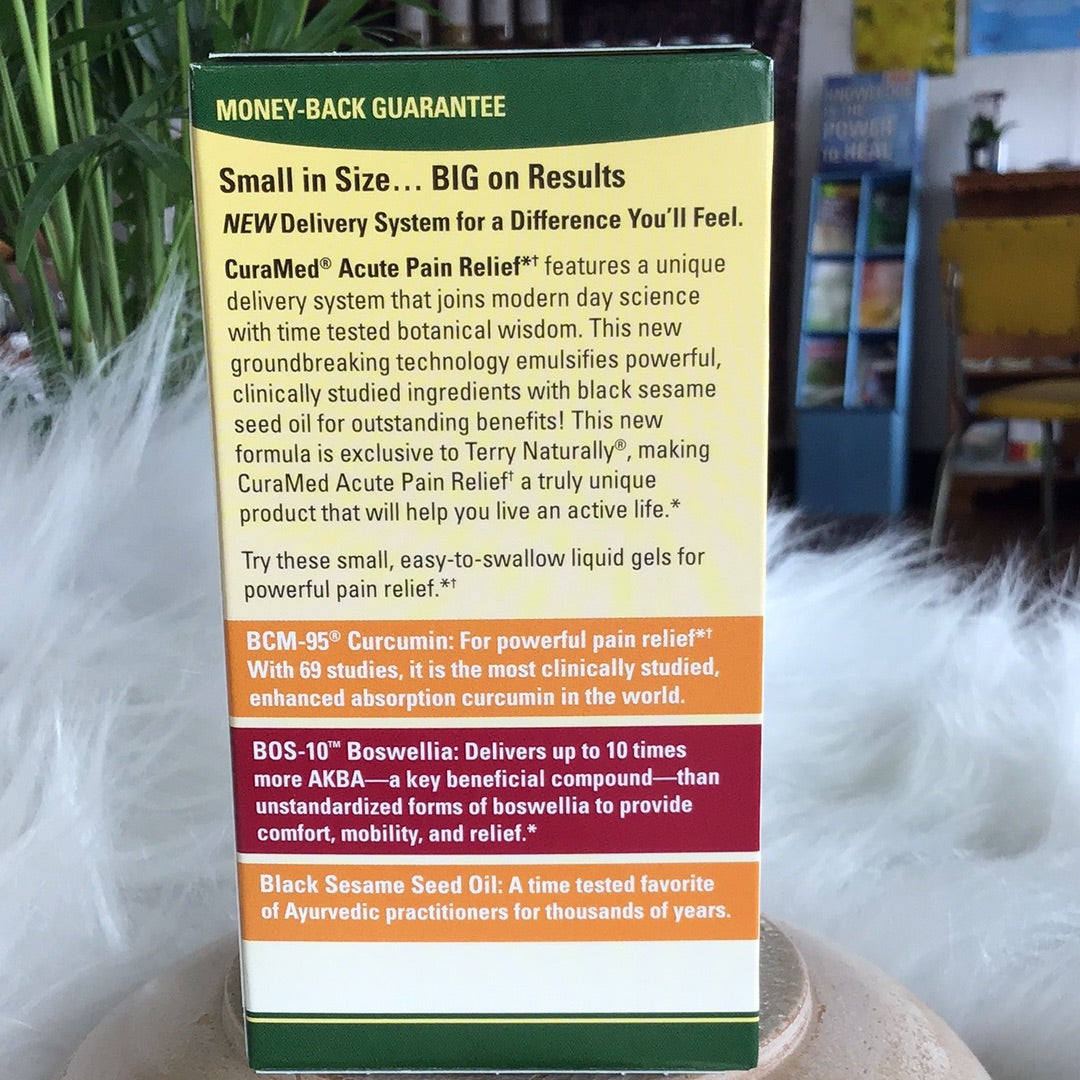 MONEY-BACK GUARANTEE
Small in Size... BIG on Results
NEW Delivery System for a Difference You'll Feel.
CuraMed® Acute Pain Relief*† features a unique
delivery system that joins modern day science
with time tested botanical wisdom. This new
groundbreaking technology emulsifies powerful,
clinically studied ingredients with black sesame
seed oil for outstanding benefits! This new
formula is exclusive to Terry Naturally®, making
CuraMed Acute Pain Relief† a truly unique
product that will help you live an active life.*
Try these small, easy-to-swallow liquid gels for
powerful pain relief.*†
BCM-95® Curcumin: For powerful pain relief*†
With 69 studies, it is the most clinically studied,
enhanced absorption curcumin in the world.
BOS-10™ Boswellia: Delivers up to 10 times
more AKBA—a key beneficial compound—than
unstandardized forms of boswellia to provide
comfort, mobility, and relief.*
Black Sesame Seed Oil: A time tested favorite
of Ayurvedic practitioners for thousands of years.
KNOWLEDGE
IS THE
POWER
to HEAL